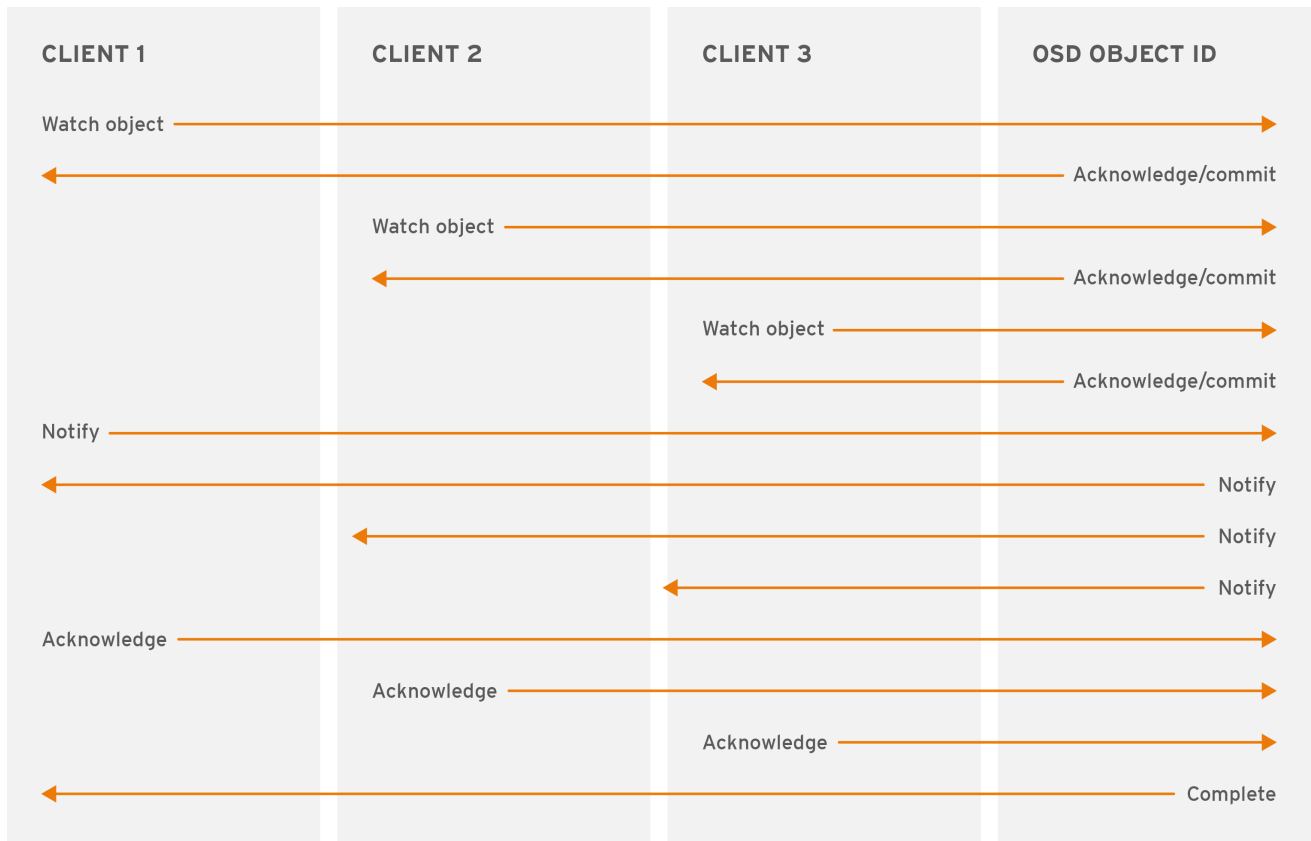 CLIENT 1
CLIENT 2
CLIENT 3
OSD OBJECT ID
Watch object
Acknowledge/commit
Watch object
Acknowledge/commit
Watch object
Acknowledge/commit
Notify
Notify
Notify
Notify
Acknowledge
Acknowledge
Acknowledge
Complete